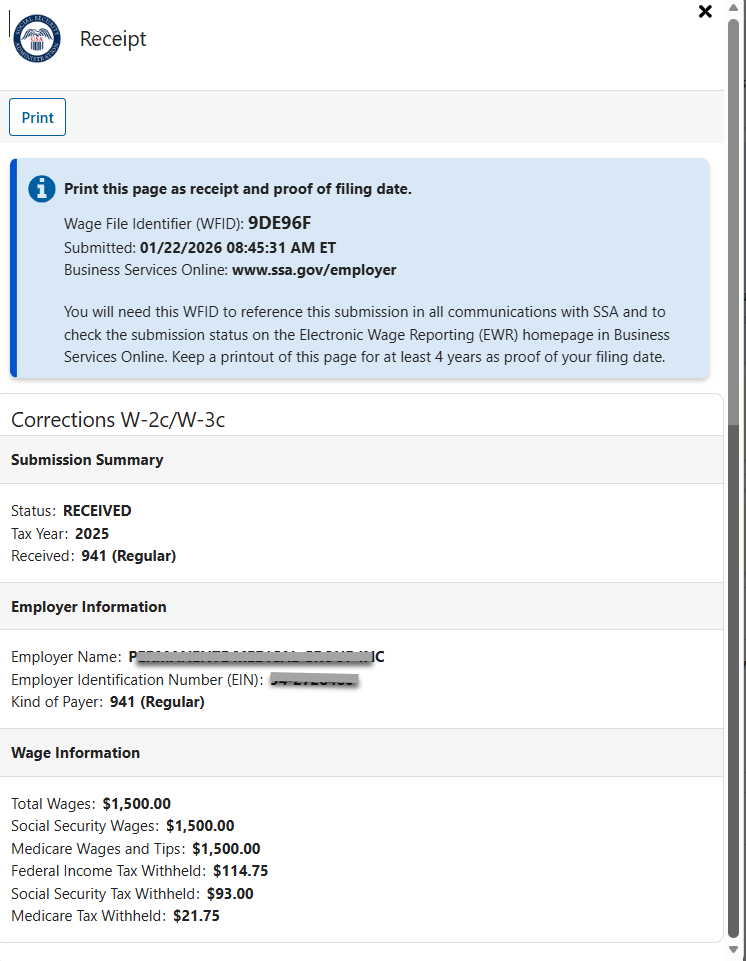 SOCIAL SECURITY ADMINISTRATION
USA
Receipt
Print
Print this page as receipt and proof of filing date.
Wage File Identifier (WFID): 9DE96F
Submitted: 01/22/2026 08:45:31 AM ET
Business Services Online: www.ssa.gov/employer
You will need this WFID to reference this submission in all communications with SSA and to
check the submission status on the Electronic Wage Reporting (EWR) homepage in Business
Services Online. Keep a printout of this page for at least 4 years as proof of your filing date.
Corrections W-2c/W-3c
Submission Summary
Status: RECEIVED
Tax Year: 2025
Received: 941 (Regular)
Employer Information
Employer Name:
Employer Identification Number (EIN):
Kind of Payer: 941 (Regular)
Wage Information
Total Wages: $1,500.00
Social Security Wages: $1,500.00
Medicare Wages and Tips: $1,500.00
Federal Income Tax Withheld: $114.75
Social Security Tax Withheld: $93.00
Medicare Tax Withheld: $21.75